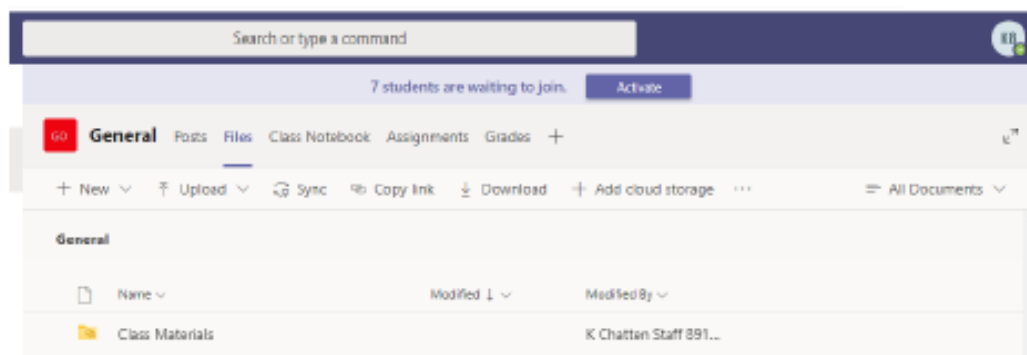 Search or type a command
KB
7 students are waiting to join. Activate
GO General Posts Files Class Notebook Assignments Grades
New Upload Sync Copy link Download Add cloud storage ... All Documents
General
Name Modified Modified By
Class Materials K Chatten Staff 891...